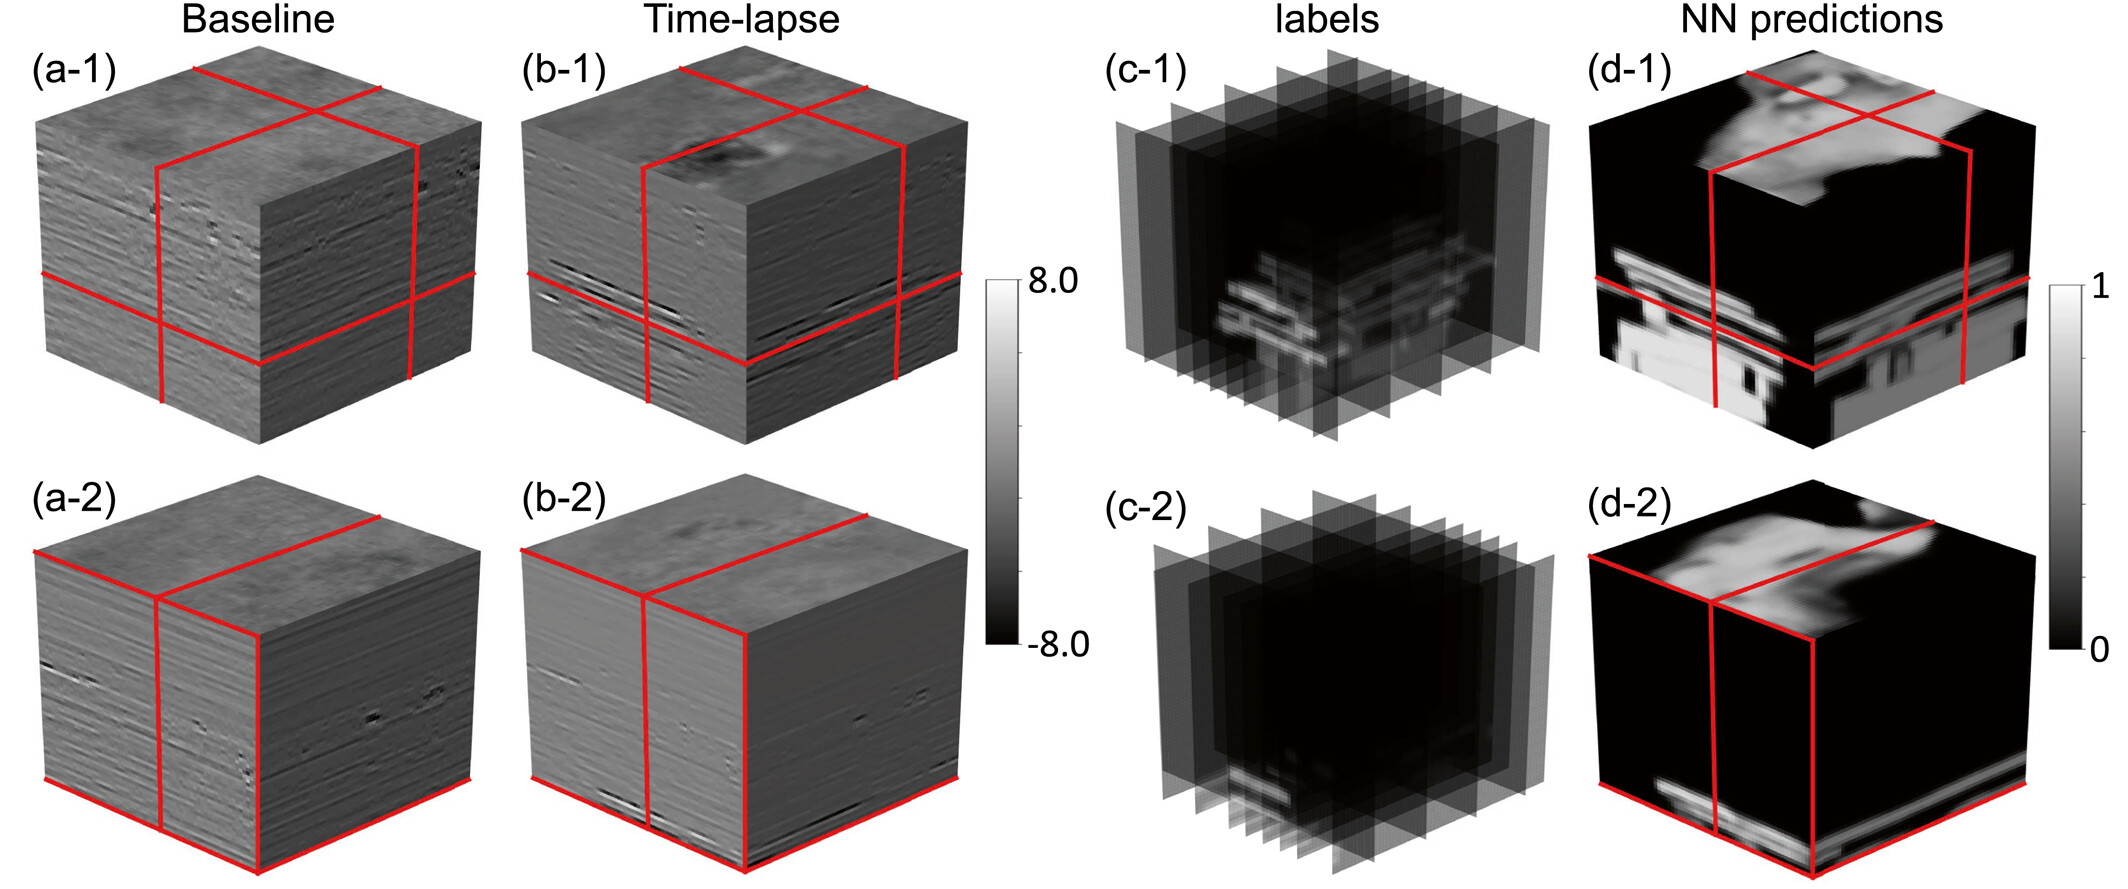 Baseline
Time-lapse
labels
NN predictions
(a-1)
(b-1)
(c-1)
(d-1)
8.0
-8.0
1
0
(a-2)
(b-2)
(c-2)
(d-2)